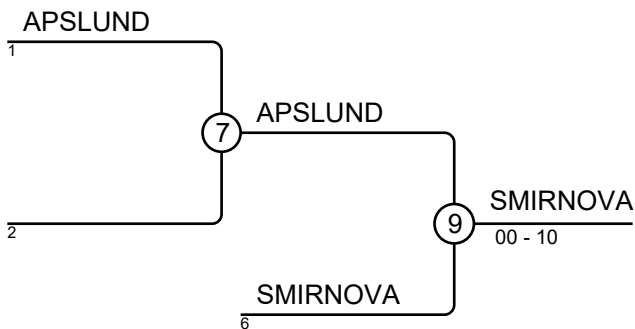 APSLUND
1
7
APSLUND
2
SMIRNOVA
9
00 - 10
SMIRNOVA
6